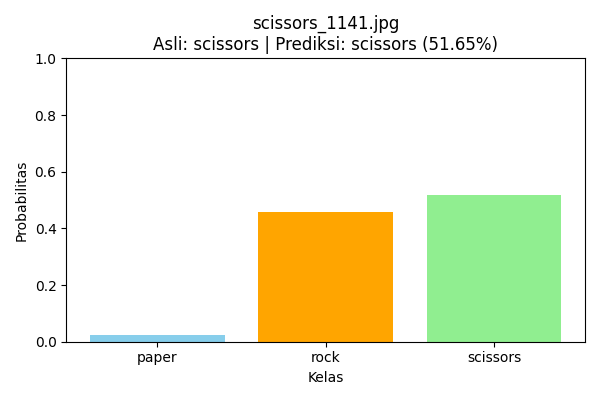 scissors_1141.jpg
Asli: scissors | Prediksi: scissors (51.65%)
1.0
0.8
0.6
0.4
0.2
0.0
Probabilitas
paper
rock
scissors
Kelas